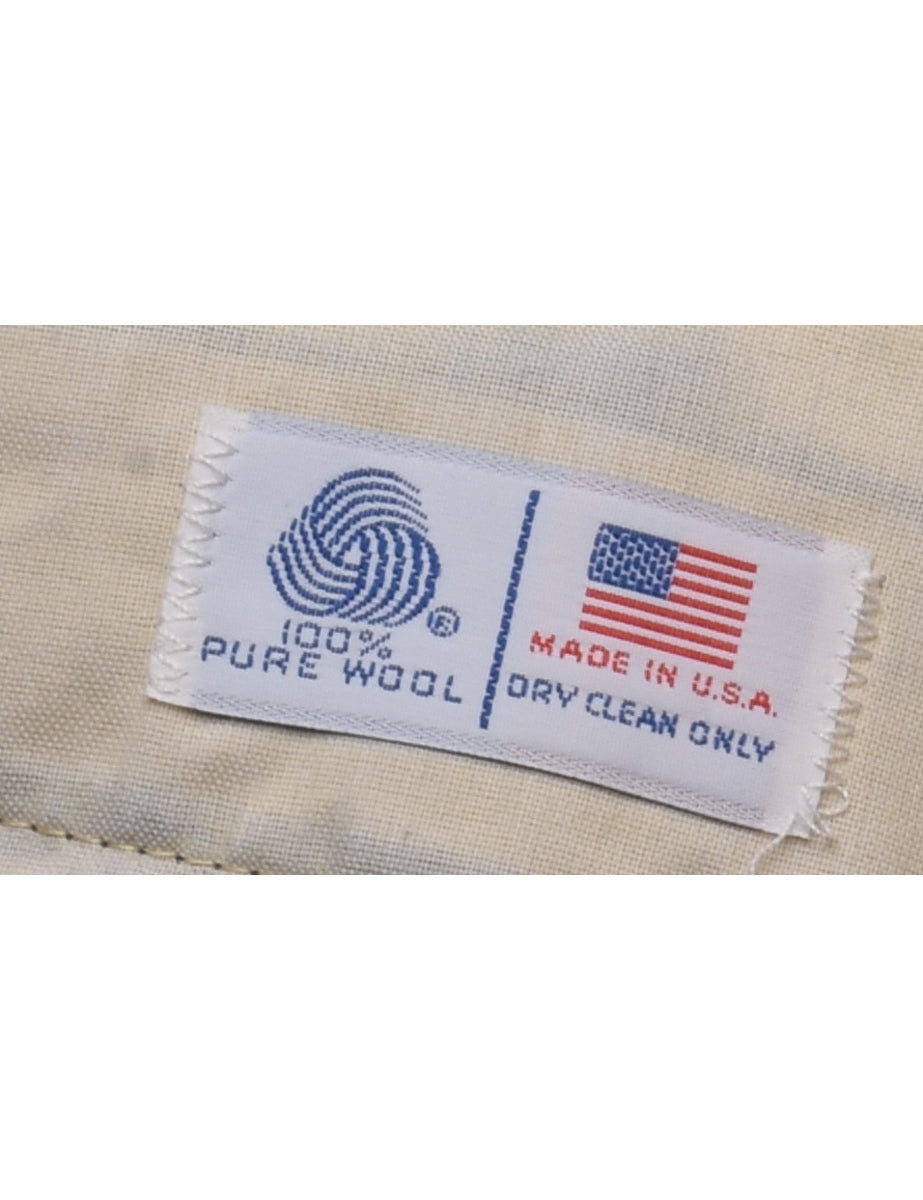 ®
100%
PURE WOOL
MADE IN U.S.A.
DRY CLEAN ONLY